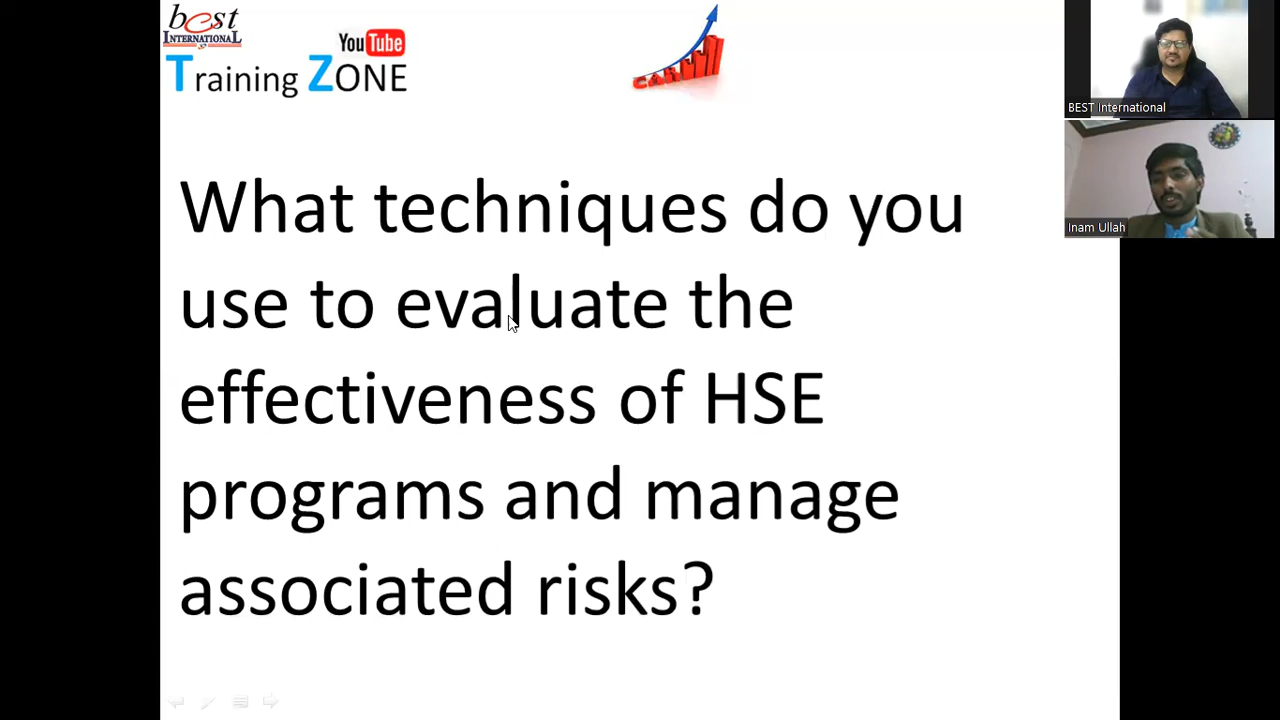 best
INTERNATIONAL
YouTube
Training ZONE
CAREER
What techniques do you
use to evaluate the
effectiveness of HSE
programs and manage
associated risks?
BEST International
Inam Ullah